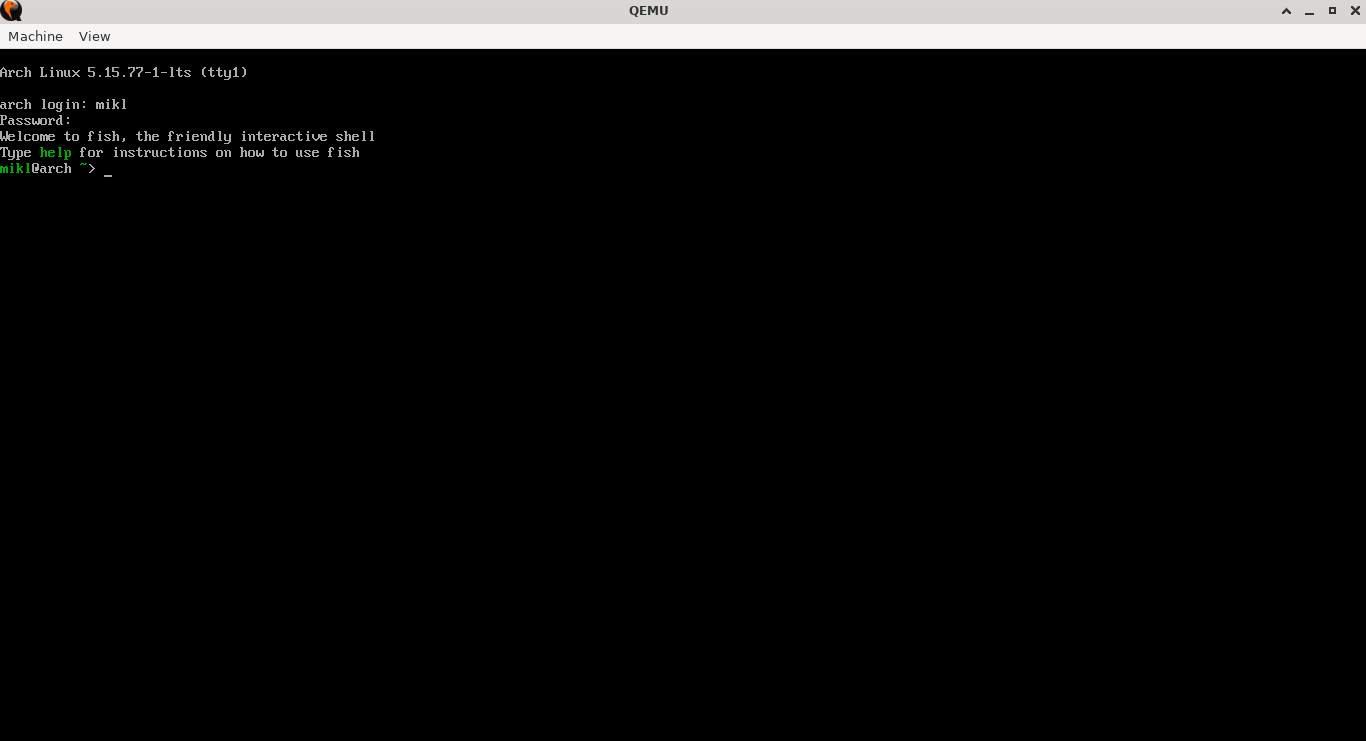 QEMU
Machine View
Arch Linux 5.15.77-1-lts (tty1)
arch login: mikl
Password:
Welcome to fish, the friendly interactive shell
Type help for instructions on how to use fish
mikl@arch ~> _